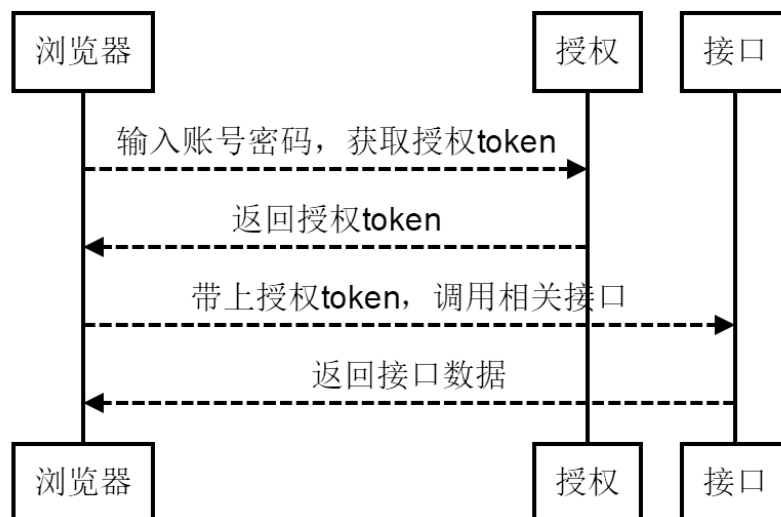 浏览器 授权 接口
输入账号密码，获取授权token
返回授权token
带上授权token，调用相关接口
返回接口数据
浏览器 授权 接口